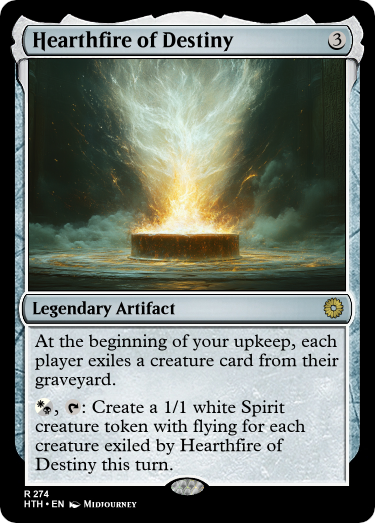 Hearthfire of Destiny 3
Legendary Artifact
At the beginning of your upkeep, each
player exiles a creature card from their
graveyard.
, : Create a 1/1 white Spirit
creature token with flying for each
creature exiled by Hearthfire of
Destiny this turn.
R 274
HTH • EN Midjourney